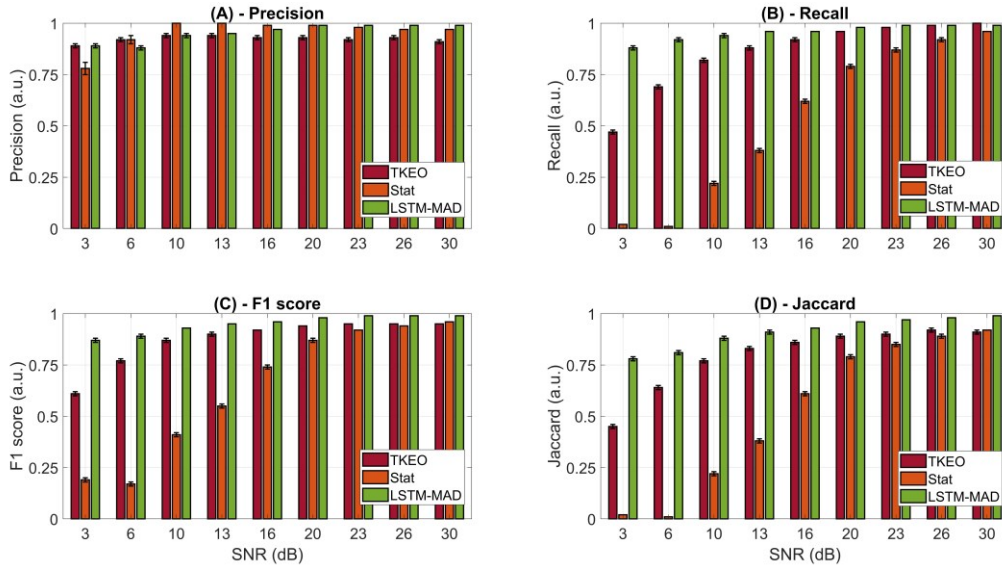 (A) - Precision
Precision (a.u.)
1
0.75
0.5
0.25
0
3 6 10 13 16 20 23 26 30
TKEO
Stat
LSTM-MAD
(B) - Recall
Recall (a.u.)
1
0.75
0.5
0.25
0
3 6 10 13 16 20 23 26 30
TKEO
Stat
LSTM-MAD
(C) - F1 score
F1 score (a.u.)
1
0.75
0.5
0.25
0
3 6 10 13 16 20 23 26 30
SNR (dB)
TKEO
Stat
LSTM-MAD
(D) - Jaccard
Jaccard (a.u.)
1
0.75
0.5
0.25
0
3 6 10 13 16 20 23 26 30
SNR (dB)
TKEO
Stat
LSTM-MAD